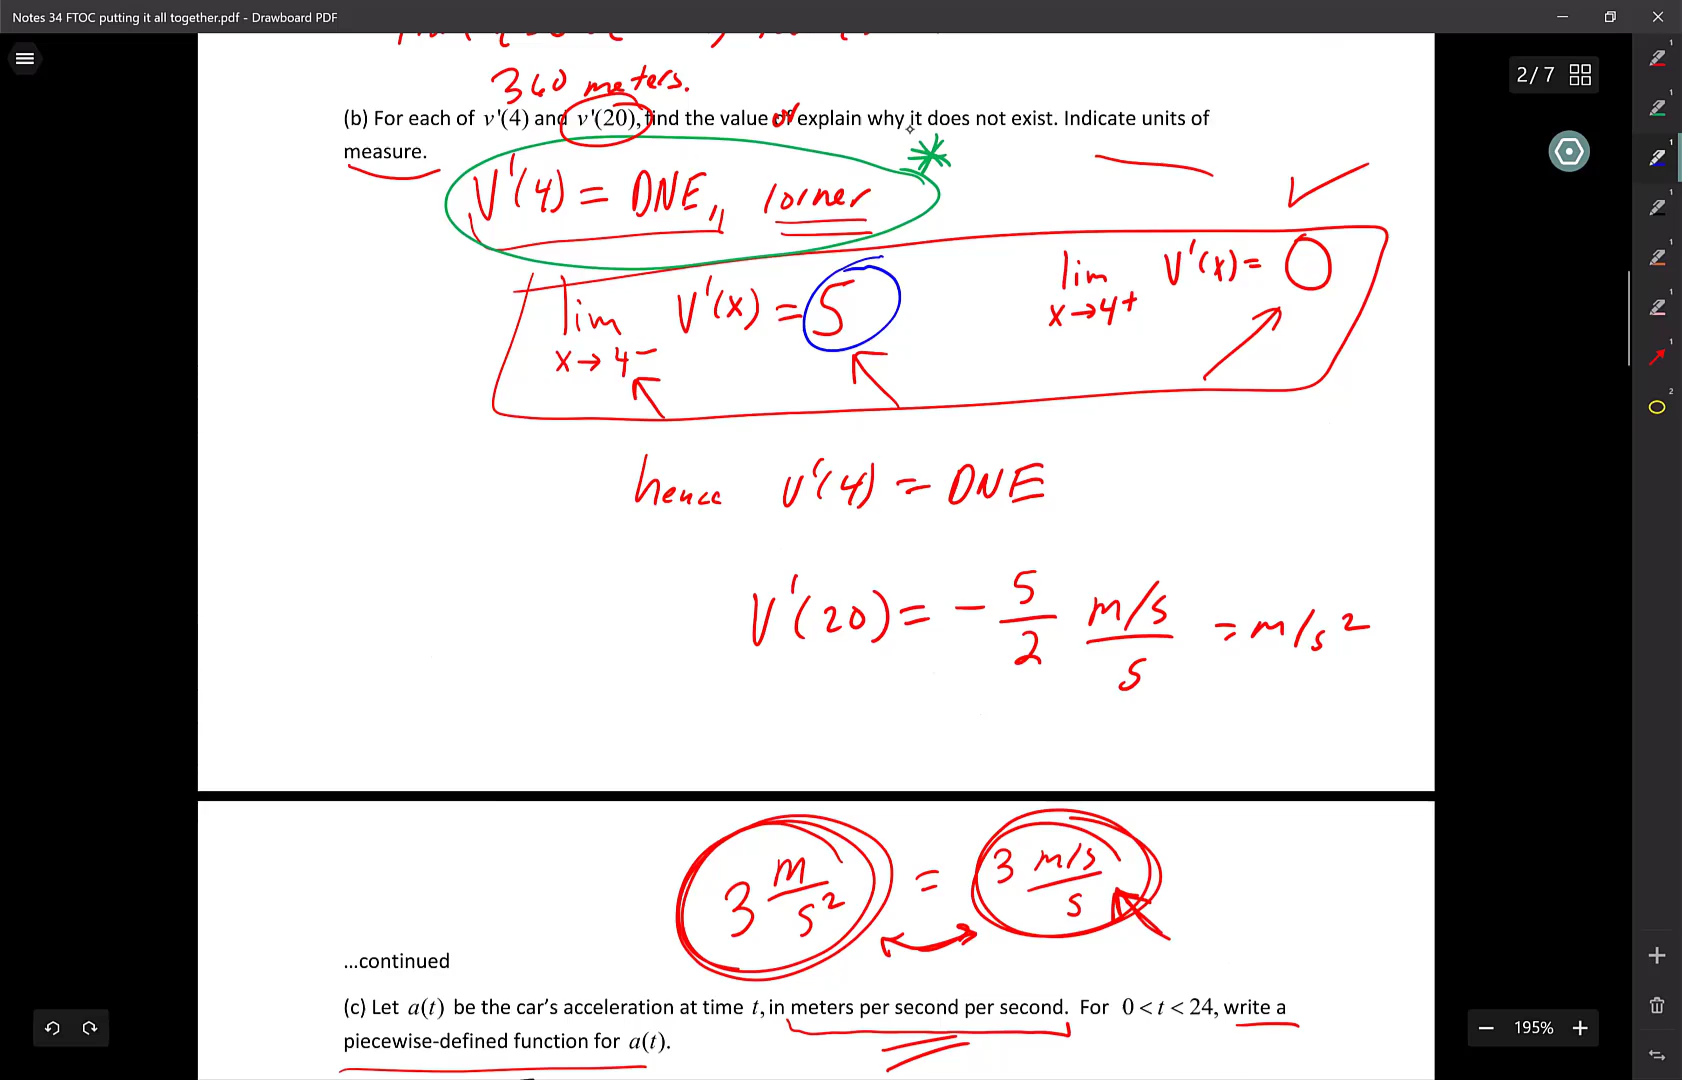 Notes 34 FTOC putting it all together.pdf - Drawboard PDF
2 / 7
360 meters.
(b) For each of v'(4) and v'(20), find the value or explain why it does not exist. Indicate units of
measure.
V'(4) = DNE, corner
lim x→4⁻ V'(x) = 5
lim x→4+ V'(x) = 0
hence v'(4) = DNE
V'(20) = - 5/2 m/s/s = m/s²
3 m/s² = 3 m/s/s
...continued
(c) Let a(t) be the car's acceleration at time t, in meters per second per second. For 0 < t < 24, write a
piecewise-defined function for a(t).
195%